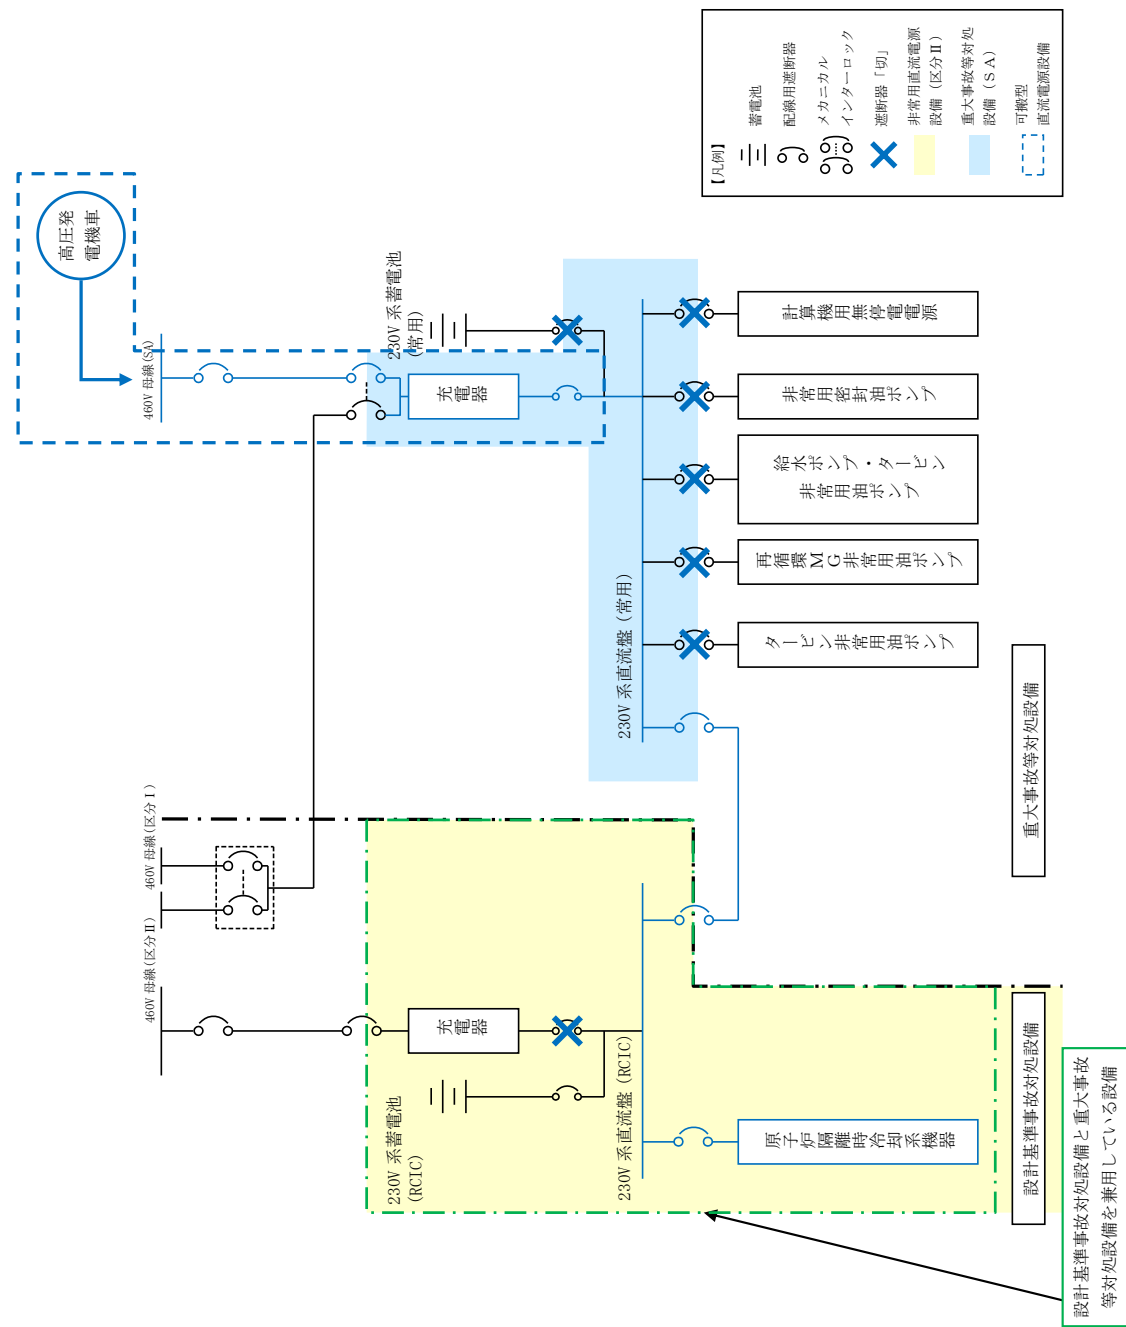 【凡例】
蓄電池
配線用遮断器
メカニカル
インターロック
遮断器「切」
非常用直流電源
設備（区分Ⅱ）
重大事故等対処
設備（ＳＡ）
可搬型
直流電源設備
高圧発
電機車
460V 母線(SA)
230V 系蓄電池
(常用)
充電器
計算機用無停電電源
非常用密封油ポンプ
給水ポンプ・タービン
非常用油ポンプ
再循環ＭＧ非常用油ポンプ
タービン非常用油ポンプ
230V 系直流盤（常用）
重大事故等対処設備
460V 母線(区分Ⅰ)
460V 母線(区分Ⅱ)
充電器
230V 系蓄電池
(RCIC)
230V 系直流盤（RCIC）
原子炉隔離時冷却系機器
設計基準事故対処設備
設計基準事故対処設備と重大事故
等対処設備を兼用している設備